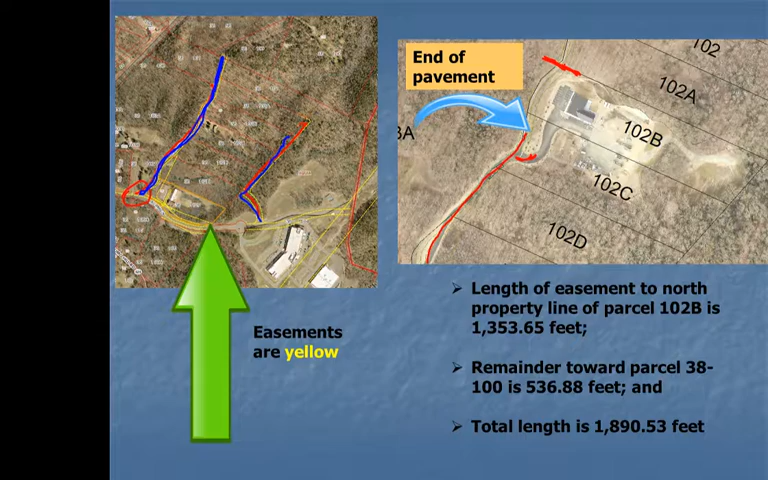 End of
pavement
102
102A
102B
3A
102C
102D
Easements
are yellow
Length of easement to north
property line of parcel 102B is
1,353.65 feet;
Remainder toward parcel 38-
100 is 536.88 feet; and
Total length is 1,890.53 feet